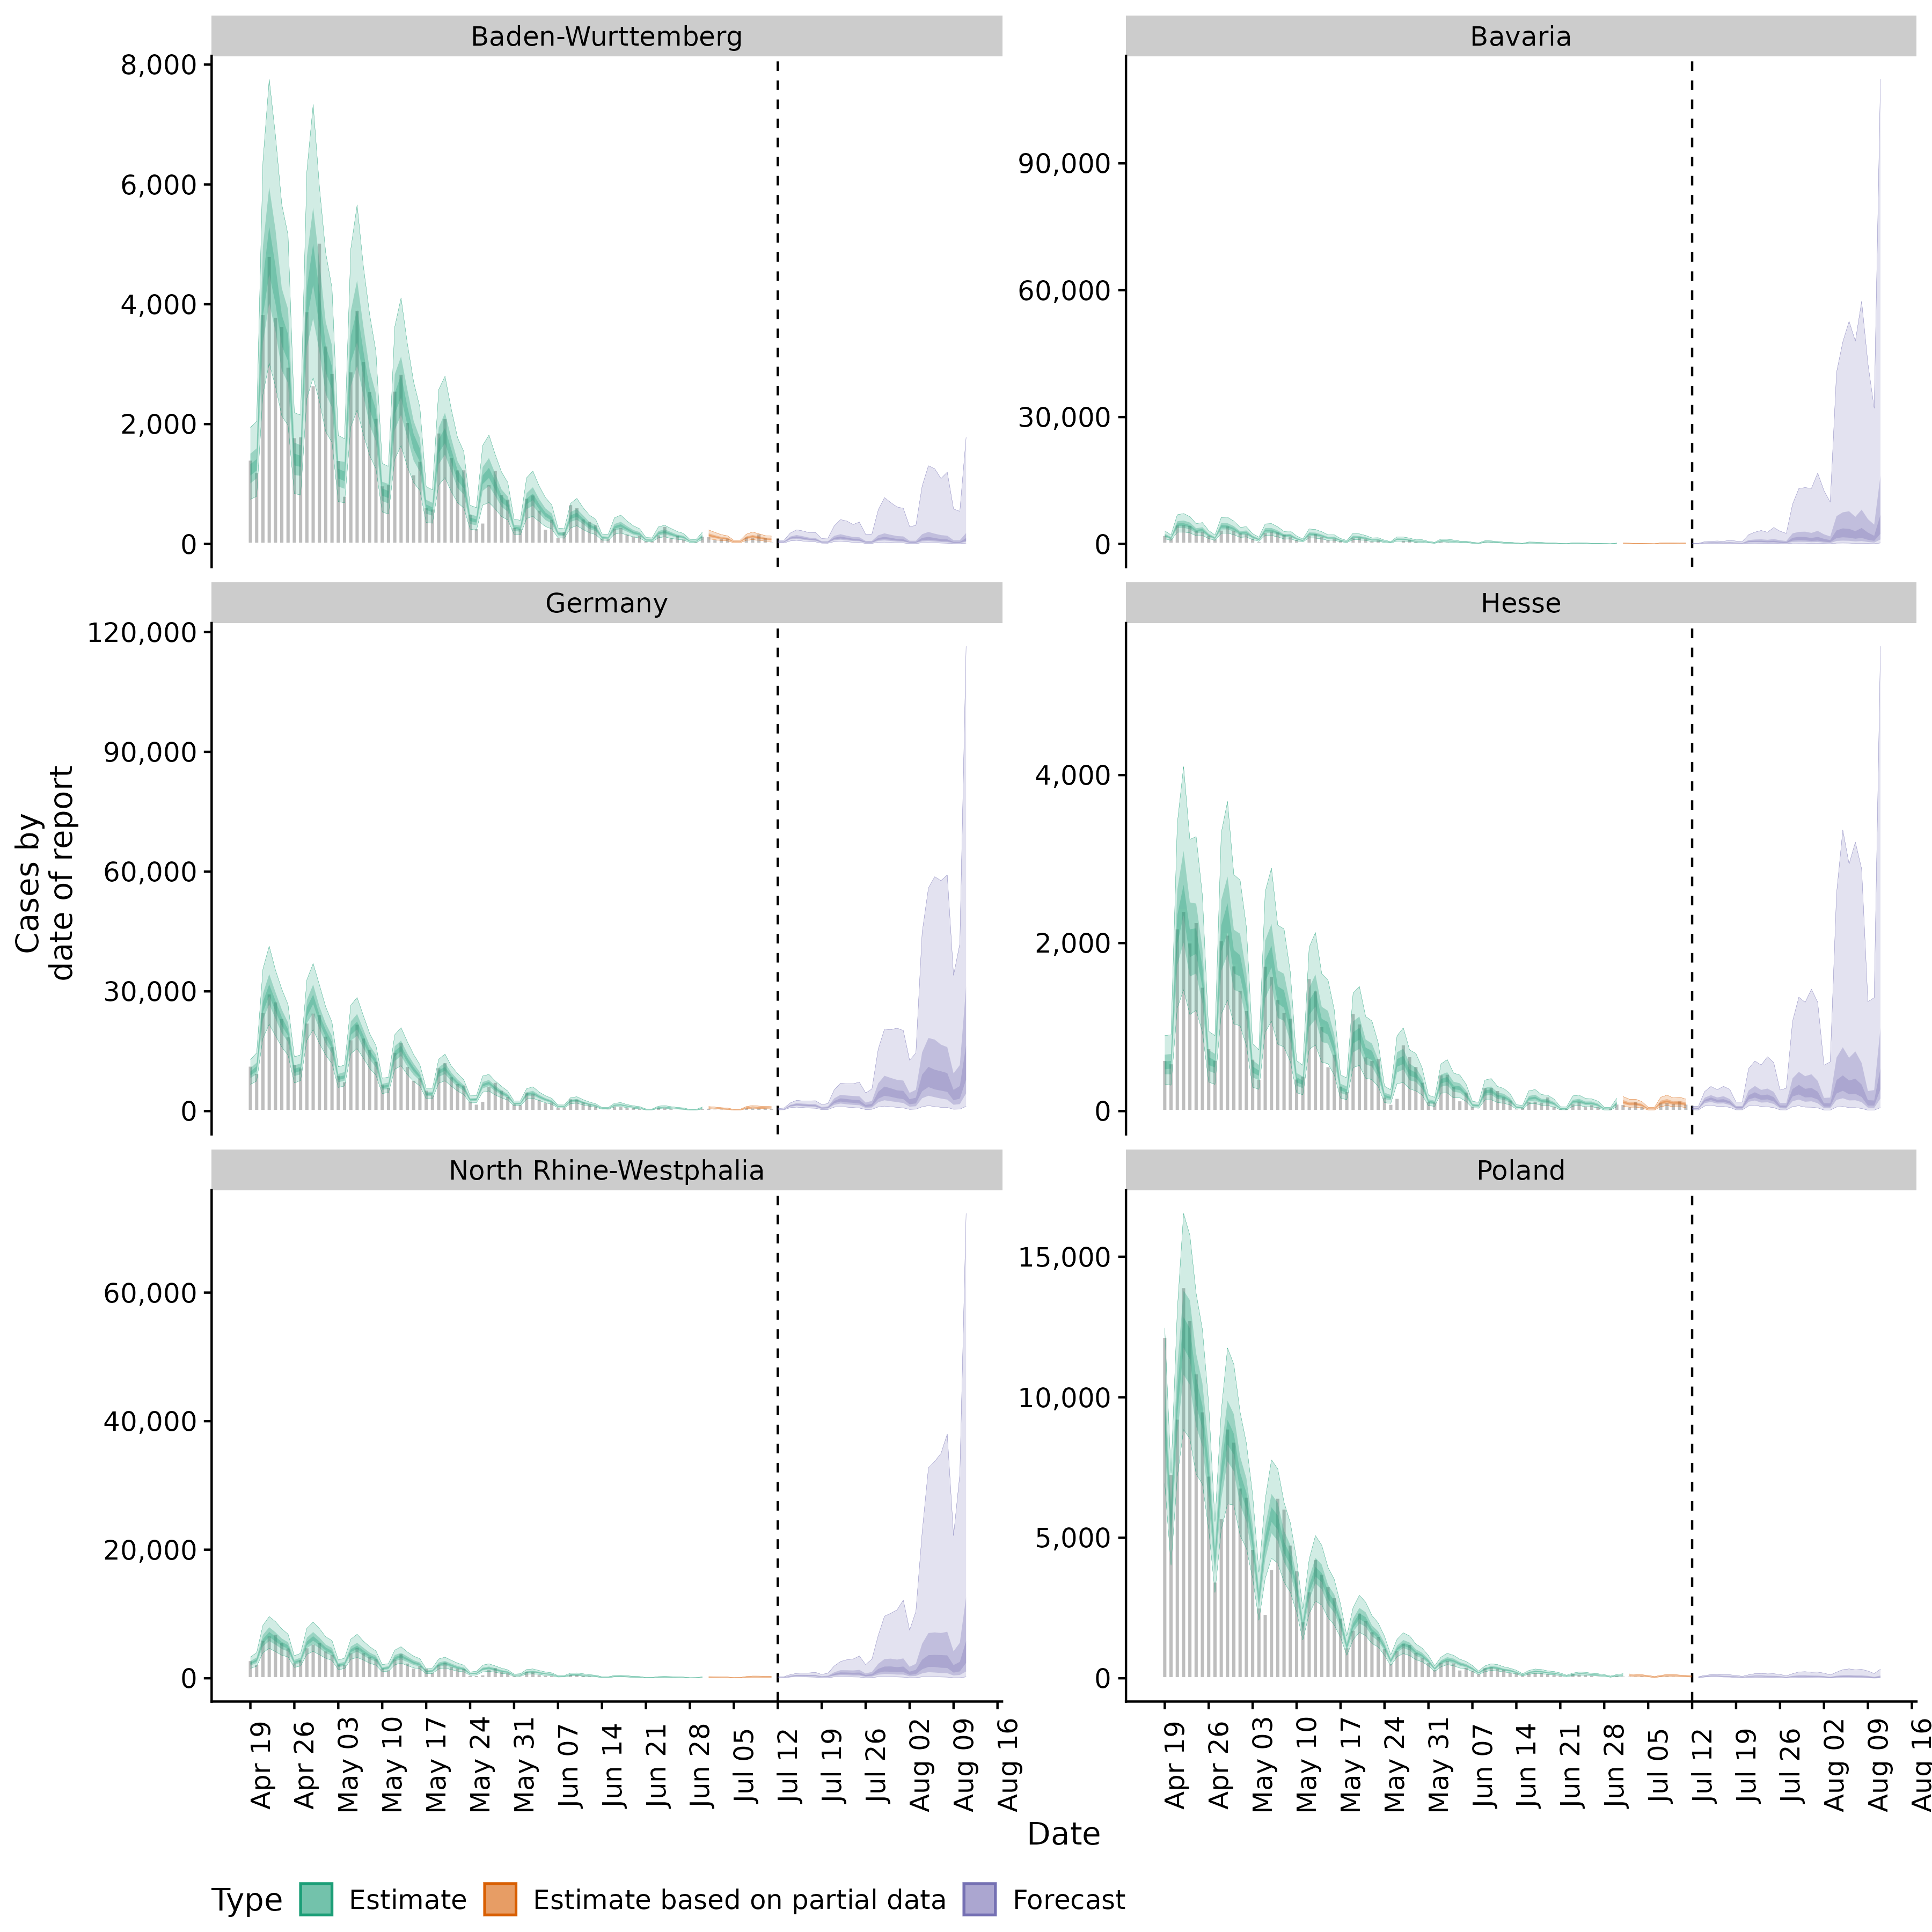 Baden-Wurttemberg
Bavaria
8,000
6,000
4,000
2,000
0
90,000
60,000
30,000
0
Germany
Hesse
120,000
90,000
60,000
30,000
0
4,000
2,000
0
Cases by
date of report
North Rhine-Westphalia
Poland
60,000
40,000
20,000
0
15,000
10,000
5,000
0
Apr 19
Apr 26
May 03
May 10
May 17
May 24
May 31
Jun 07
Jun 14
Jun 21
Jun 28
Jul 05
Jul 12
Jul 19
Jul 26
Aug 02
Aug 09
Aug 16
Apr 19
Apr 26
May 03
May 10
May 17
May 24
May 31
Jun 07
Jun 14
Jun 21
Jun 28
Jul 05
Jul 12
Jul 19
Jul 26
Aug 02
Aug 09
Aug 16
Date
Type Estimate Estimate based on partial data Forecast